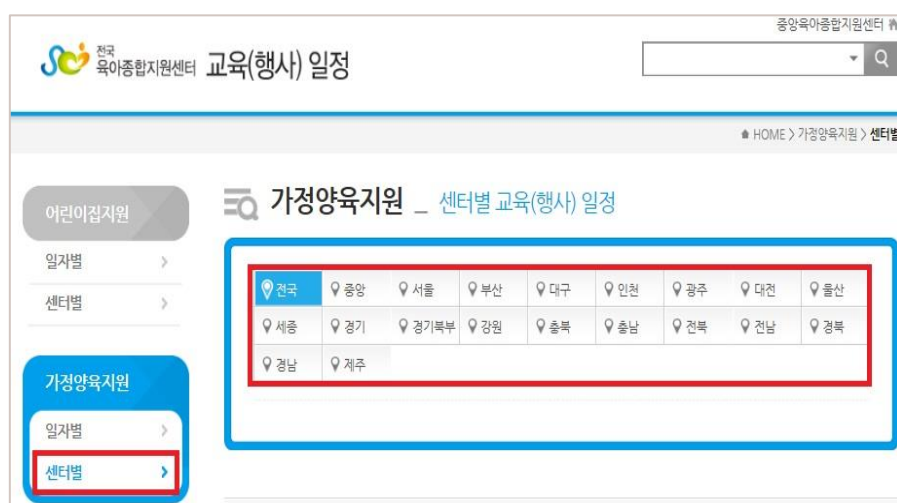 중앙육아종합지원센터
전국
육아종합지원센터 교육(행사) 일정
HOME > 가정양육지원 > 센터별
어린이집지원
일자별
센터별
가정양육지원
일자별
센터별
가정양육지원 _ 센터별 교육(행사) 일정
전국 중앙 서울 부산 대구 인천 광주 대전 울산
세종 경기 경기북부 강원 충북 충남 전북 전남 경북
경남 제주